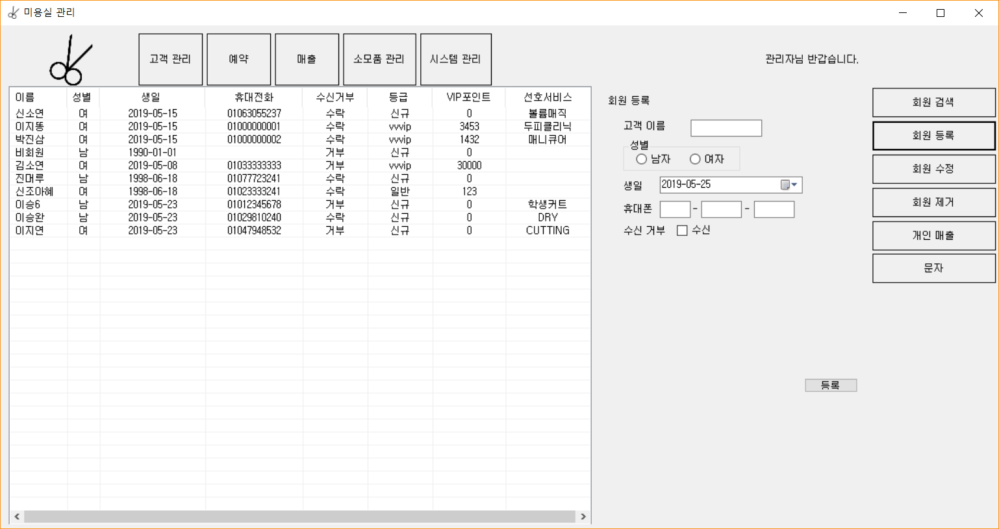 미용실 관리
고객 관리 예약 매출 소모품 관리 시스템 관리
관리자님 반갑습니다.
이름 성별 생일 휴대전화 수신거부 등급 VIP포인트 선호서비스
신소연 여 2019-05-15 01063055237 수락 신규 0 볼륨매직
이지똥 여 2019-05-15 01000000001 수락 vvvip 3453 두피클리닉
박진삼 여 2019-05-15 01000000002 수락 vvvip 1432 매니큐어
비회원 남 1990-01-01 거부 신규 0
김소연 여 2019-05-08 01033333333 거부 vvvip 30000
진머루 남 1998-06-18 01077723241 수락 신규 0
신조아혜 여 1998-06-18 01023333241 수락 일반 123
이승6 남 2019-05-23 01012345678 거부 신규 0 학생커트
이승완 남 2019-05-23 01029810240 수락 신규 0 DRY
이지연 여 2019-05-23 01047948532 거부 신규 0 CUTTING
회원 등록
고객 이름
성별
남자 여자
생일 2019-05-25
휴대폰 - -
수신 거부 수신
등록
회원 검색
회원 등록
회원 수정
회원 제거
개인 매출
문자